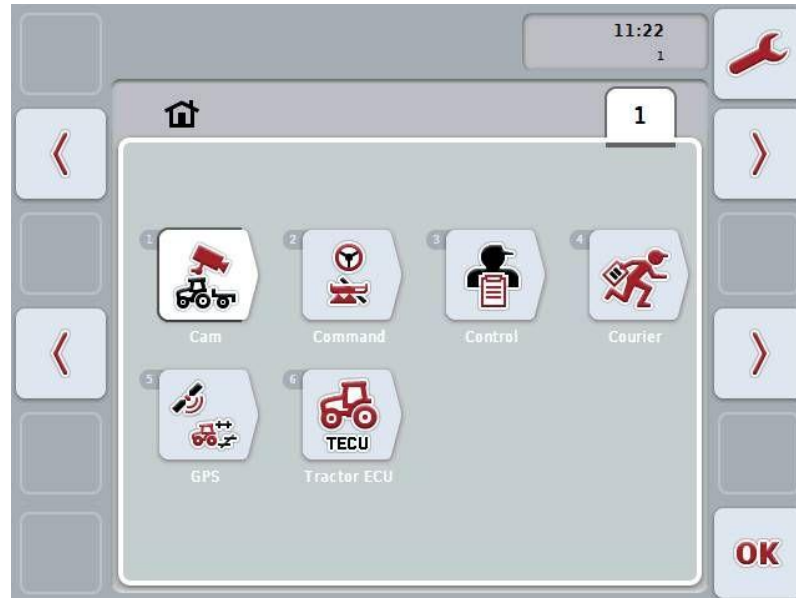 11:22
1
1
1
2
3
4
Cam
Command
Control
Courier
5
6
TECU
GPS
Tractor ECU
OK